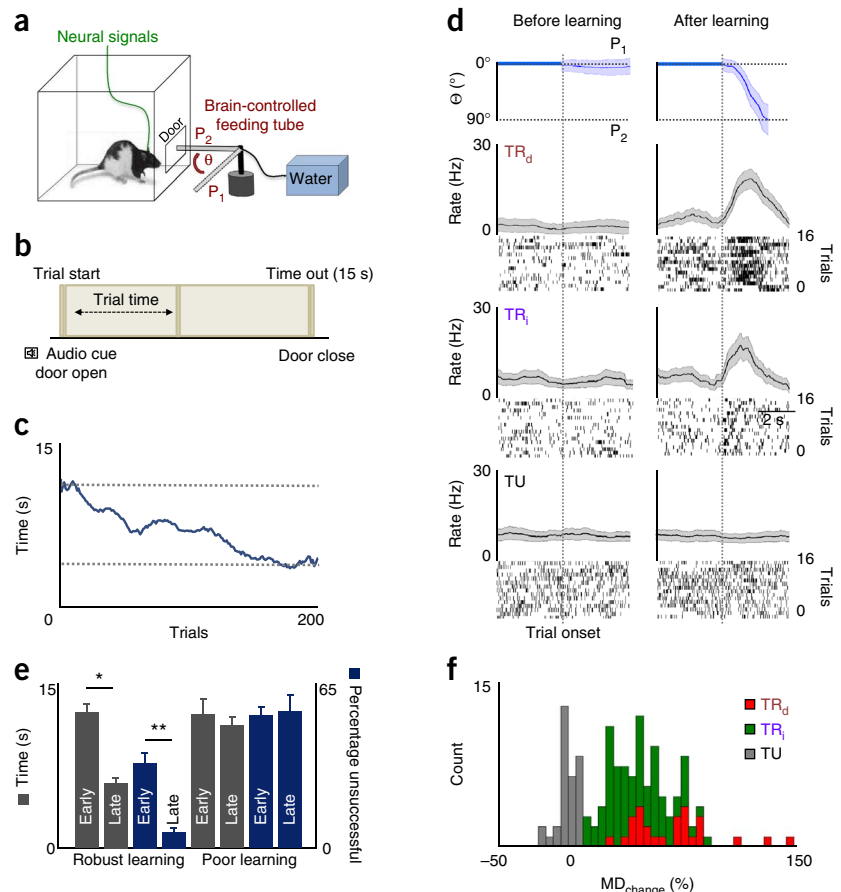 a
Neural signals
Door
Brain-controlled
feeding tube
P2
θ
P1
Water
b
Trial start
Time out (15 s)
Trial time
Audio cue
door open
Door close
c
15
Time (s)
0
Trials
200
d
Before learning
After learning
P1
0°
Θ (°)
90°
P2
30
TRd
Rate (Hz)
0
16
Trials
0
30
TRi
Rate (Hz)
0
16
2 s
Trials
0
30
TU
Rate (Hz)
0
16
Trials
0
Trial onset
e
15
Time (s)
0
*
**
65
Percentage unsuccessful
0
Early
Late
Early
Late
Early
Late
Early
Late
Robust learning
Poor learning
f
15
Count
TRd
TRi
TU
−50
0
150
MDchange (%)